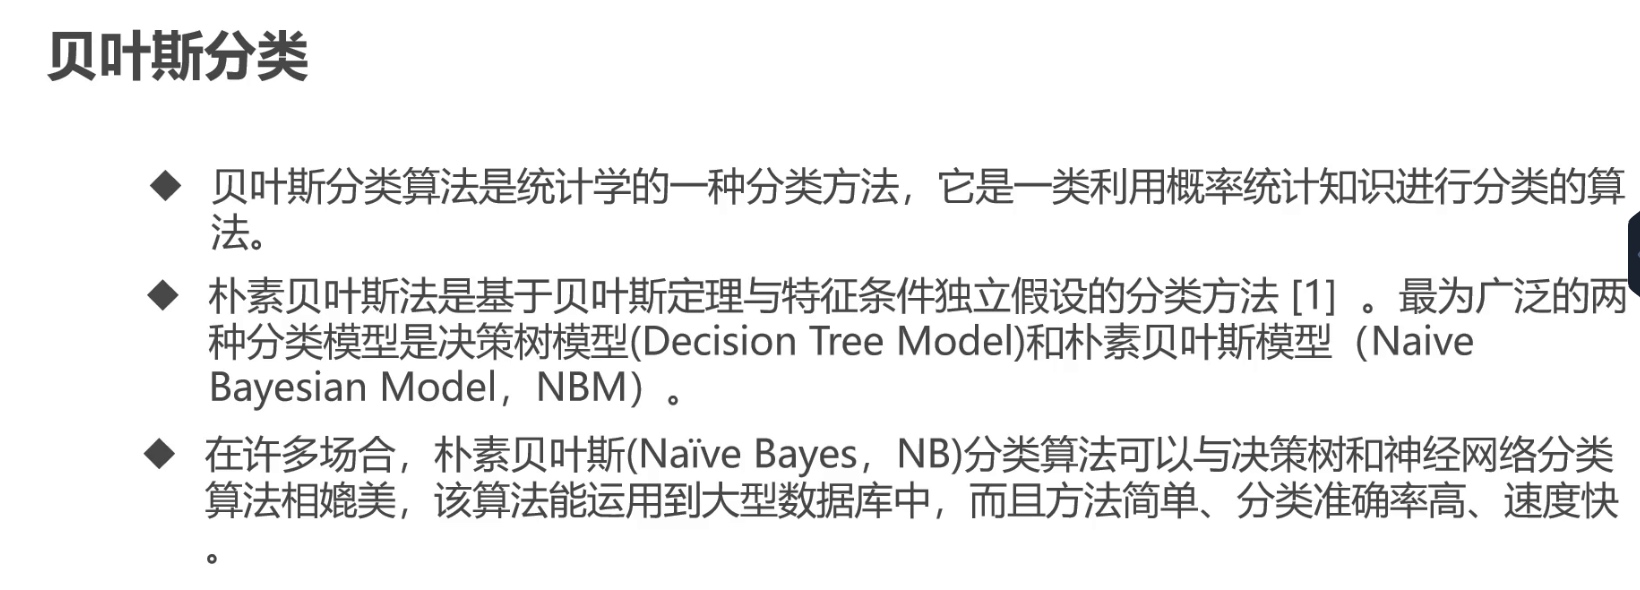 贝叶斯分类
◆ 贝叶斯分类算法是统计学的一种分类方法，它是一类利用概率统计知识进行分类的算
法。
◆ 朴素贝叶斯法是基于贝叶斯定理与特征条件独立假设的分类方法 [1] 。最为广泛的两
种分类模型是决策树模型(Decision Tree Model)和朴素贝叶斯模型（Naive
Bayesian Model，NBM）。
◆ 在许多场合，朴素贝叶斯(Naïve Bayes，NB)分类算法可以与决策树和神经网络分类
算法相媲美，该算法能运用到大型数据库中，而且方法简单、分类准确率高、速度快
。